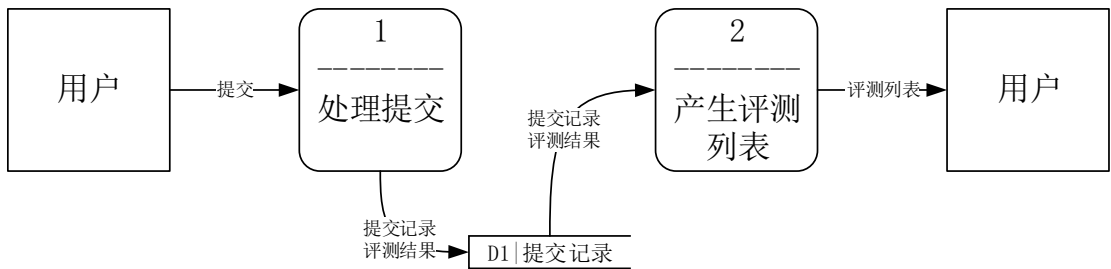 用户
提交
1
--------
处理提交
提交记录
评测结果
D1|提交记录
提交记录
评测结果
2
--------
产生评测
列表
评测列表
用户